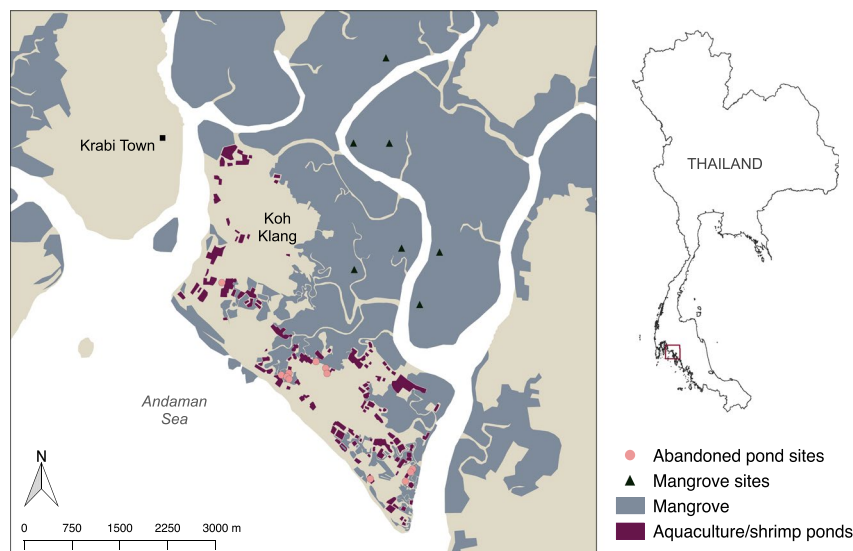 Krabi Town
Koh
Klang
Andaman
Sea
N
0 750 1500 2250 3000 m
THAILAND
Abandoned pond sites
Mangrove sites
Mangrove
Aquaculture/shrimp ponds